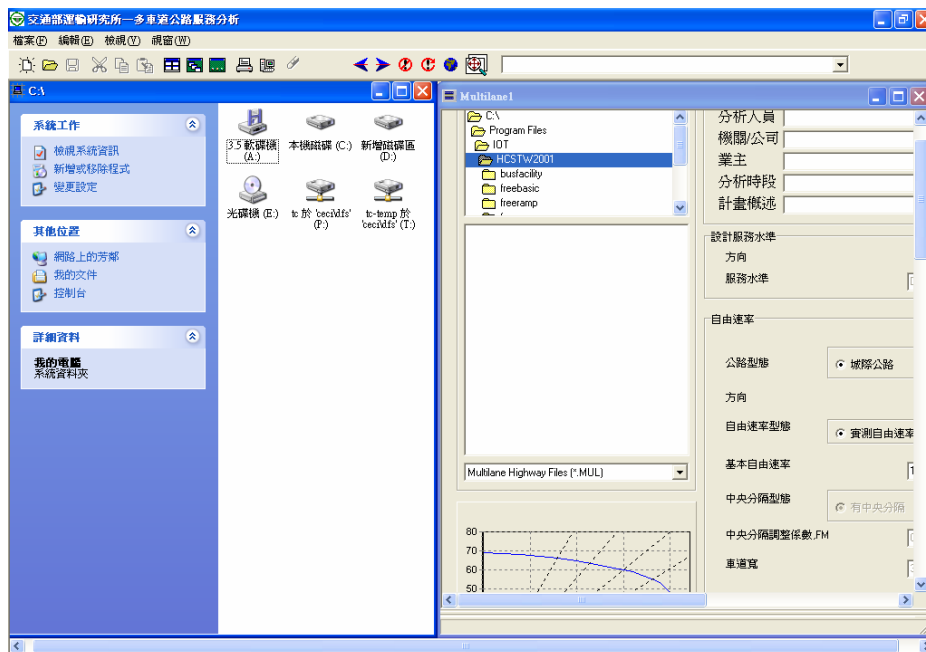 交通部運輸研究所—多車道公路服務分析
檔案(F) 編輯(E) 檢視(V) 視窗(W)
C:\
系統工作
檢視系統資訊
新增或移除程式
變更設定
其他位置
網路上的芳鄰
我的文件
控制台
詳細資料
我的電腦
系統資料夾
3.5 軟碟機 (A:)
本機磁碟 (C:)
新增磁碟區 (D:)
光碟機 (E:)
tc 於 'ceci\dfs' (P:)
tc-temp 於 'ceci\dfs' (T:)
Multilane1
C:\
Program Files
IOT
HCSTW2001
busfacility
freebasic
freeramp
Multilane Highway Files (*.MUL)
80
70
60
50
分析人員
機關/公司
業主
分析時段
計畫概述
設計服務水準
方向
服務水準
自由速率
公路型態
城際公路
方向
自由速率型態
實測自由速率
基本自由速率
中央分隔型態
有中央分隔
中央分隔調整係數,FM
車道寬